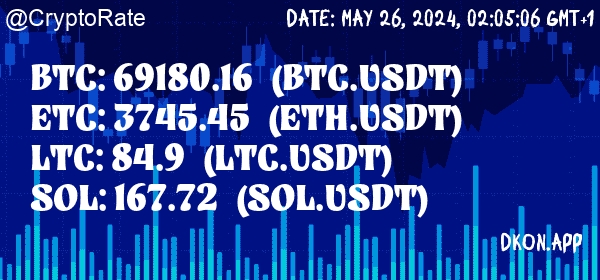 @CryptoRate
DATE: MAY 26, 2024, 02:05:06 GMT+1
BTC: 69180.16 (BTC.USDT)
ETC: 3745.45 (ETH.USDT)
LTC: 84.9 (LTC.USDT)
SOL: 167.72 (SOL.USDT)
DKON.APP